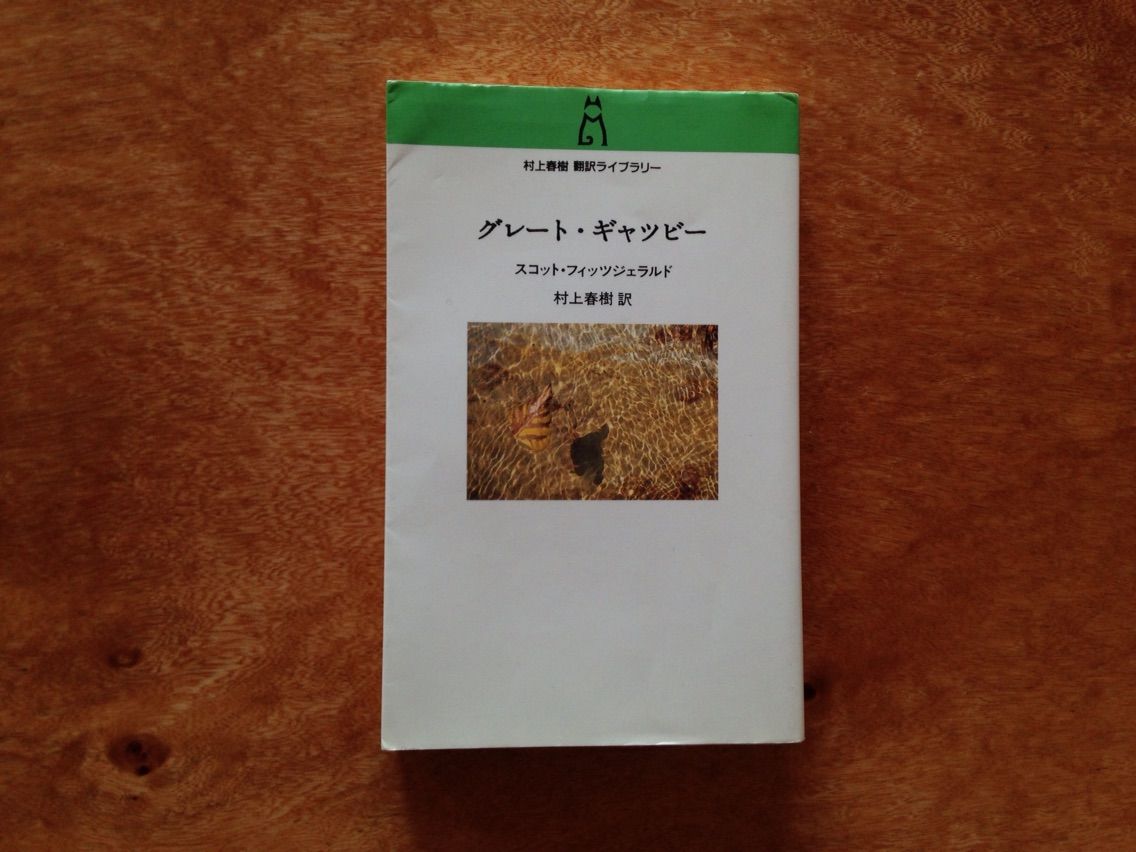 村上春樹 翻訳ライブラリー
グレート・ギャツビー
スコット・フィッツジェラルド
村上春樹 訳